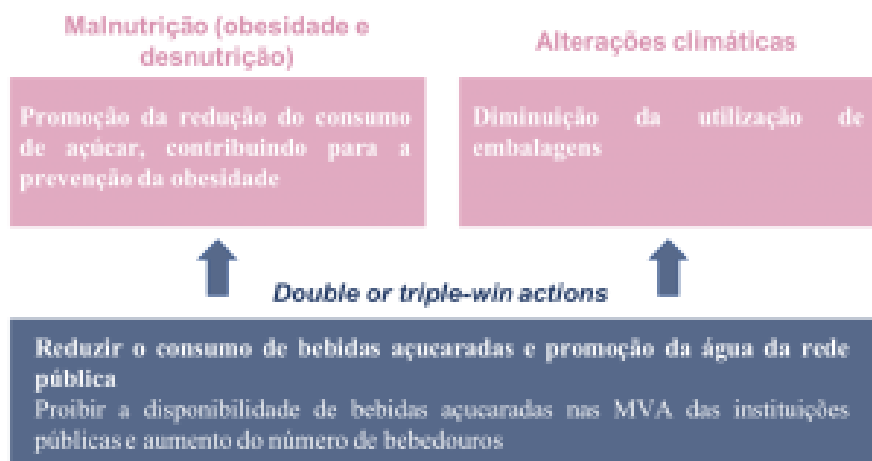 Malnutrição (obesidade e
desnutrição)
Alterações climáticas
Promoção da redução do consumo
de açúcar, contribuindo para a
prevenção da obesidade
Diminuição da utilização de
embalagens
Double or triple-win actions
Reduzir o consumo de bebidas açucaradas e promoção da água da rede
pública
Proibir a disponibilidade de bebidas açucaradas nas MVA das instituições
públicas e aumento do número de bebedouros